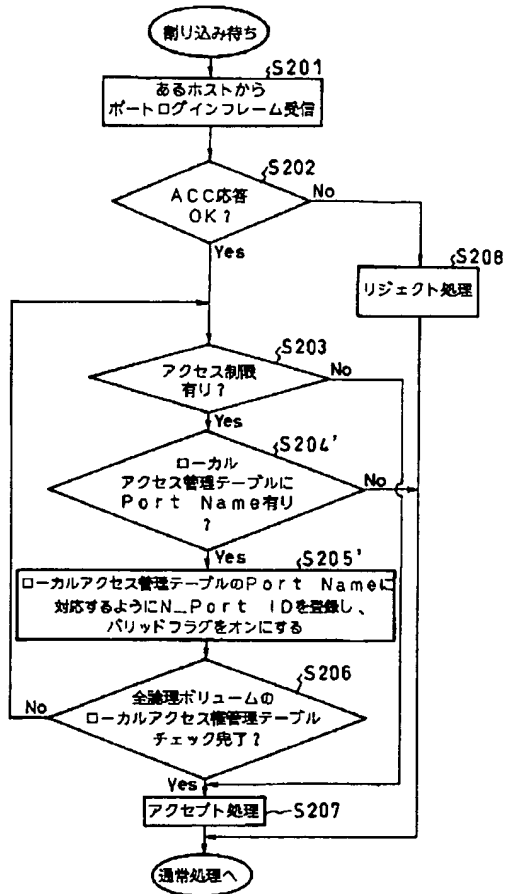 割り込み待ち
S201
あるホストから
ポートログインフレーム受信
S202
ACC応答
OK?
No
Yes
S208
リジェクト処理
S203
アクセス制限
有り?
No
Yes
S204'
ローカル
アクセス管理テーブルに
Port Name有り
?
No
Yes
S205'
ローカルアクセス管理テーブルのPort Nameに
対応するようにN_Port IDを登録し、
バリッドフラグをオンにする
S206
全論理ボリュームの
ローカルアクセス権管理テーブル
チェック完了?
No
Yes
アクセプト処理
S207
通常処理へ